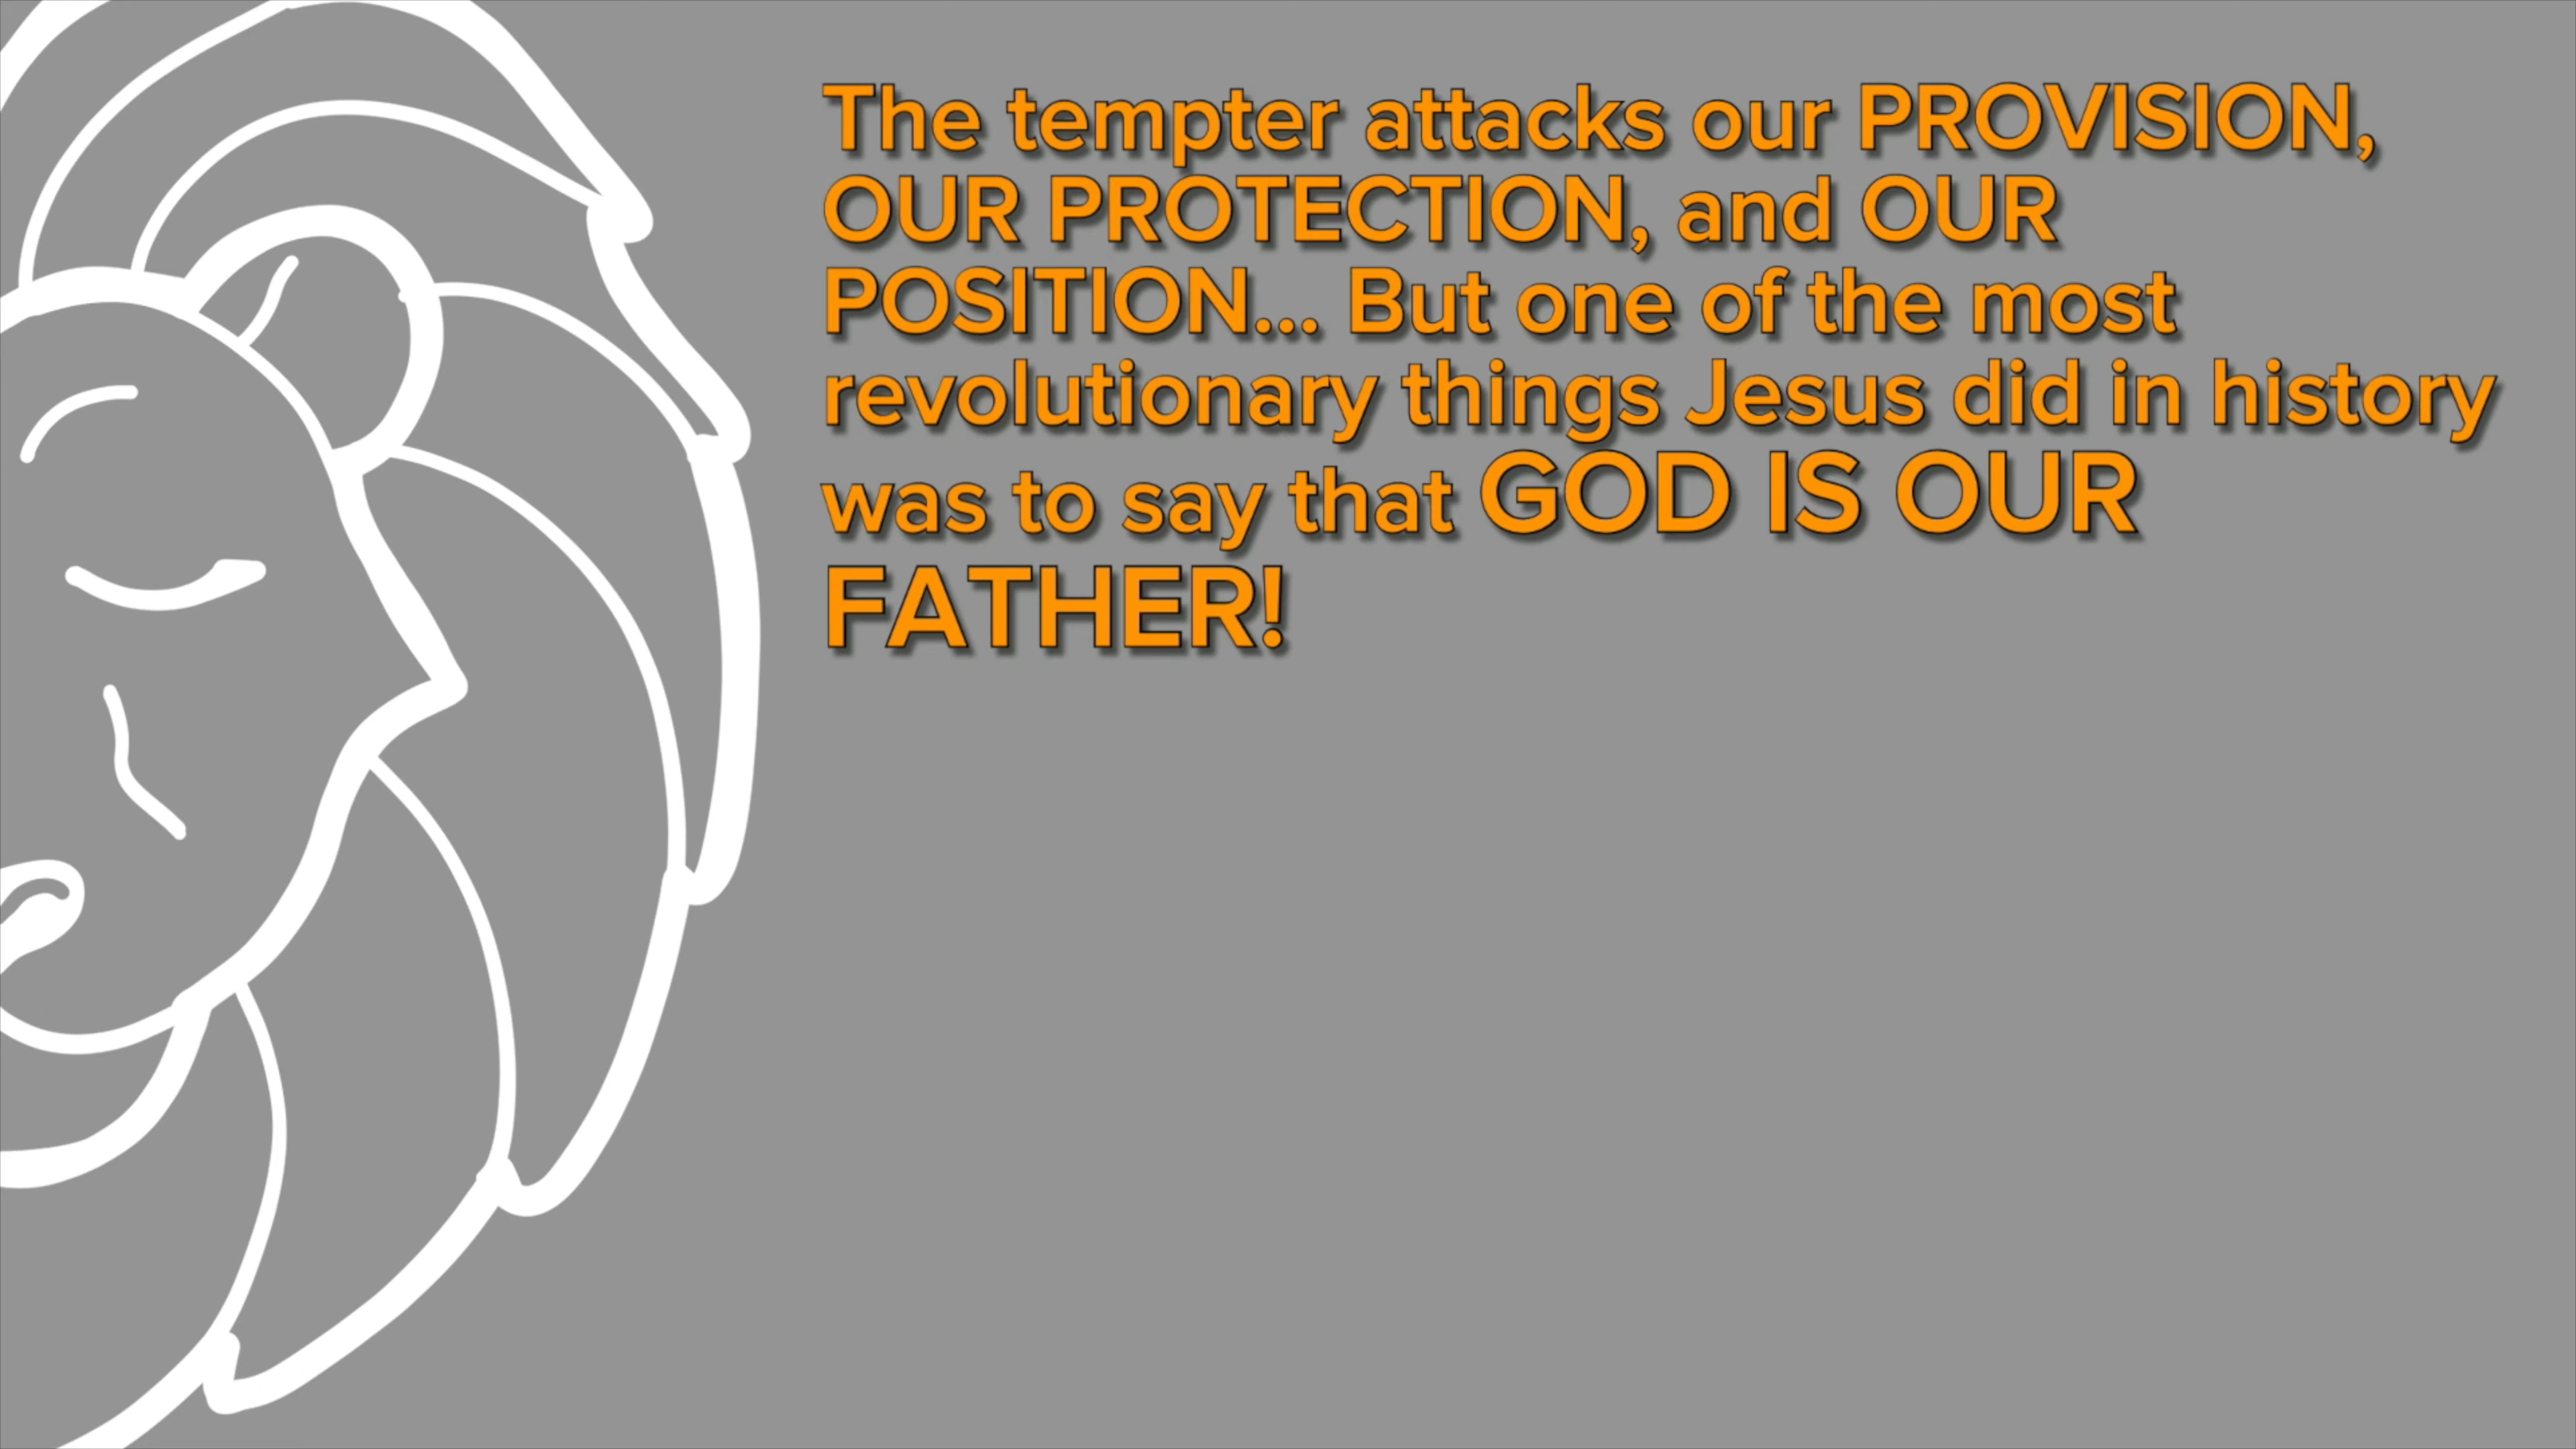 The tempter attacks our PROVISION,
OUR PROTECTION, and OUR
POSITION... But one of the most
revolutionary things Jesus did in history
was to say that GOD IS OUR
FATHER!